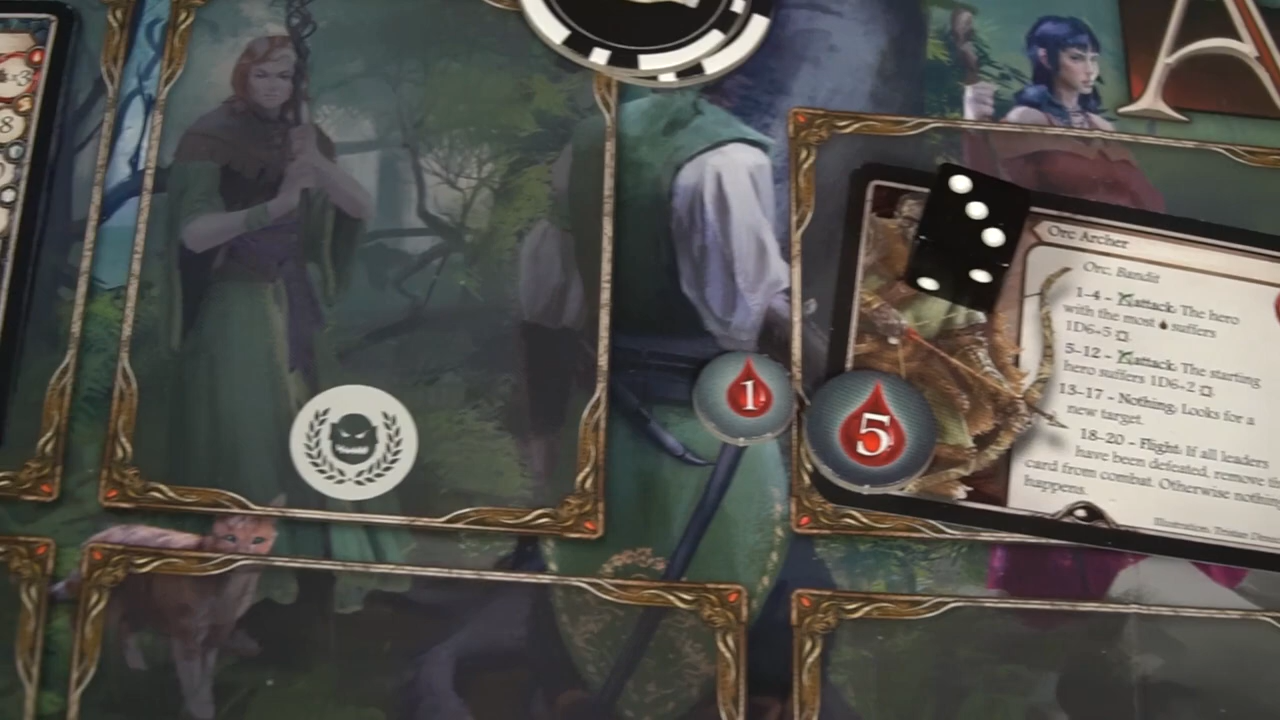 ×3
8
A
Orc Archer
Orc, Bandit
1-4 - attack: The hero
with the most suffers
1D6+5
5-12 - attack: The starting
hero suffers 1D6+2
13-17 - Nothing: Looks for a
new target.
18-20 - Flight: If all leaders
have been defeated, remove
card from combat. Otherwise
happens.
1
5